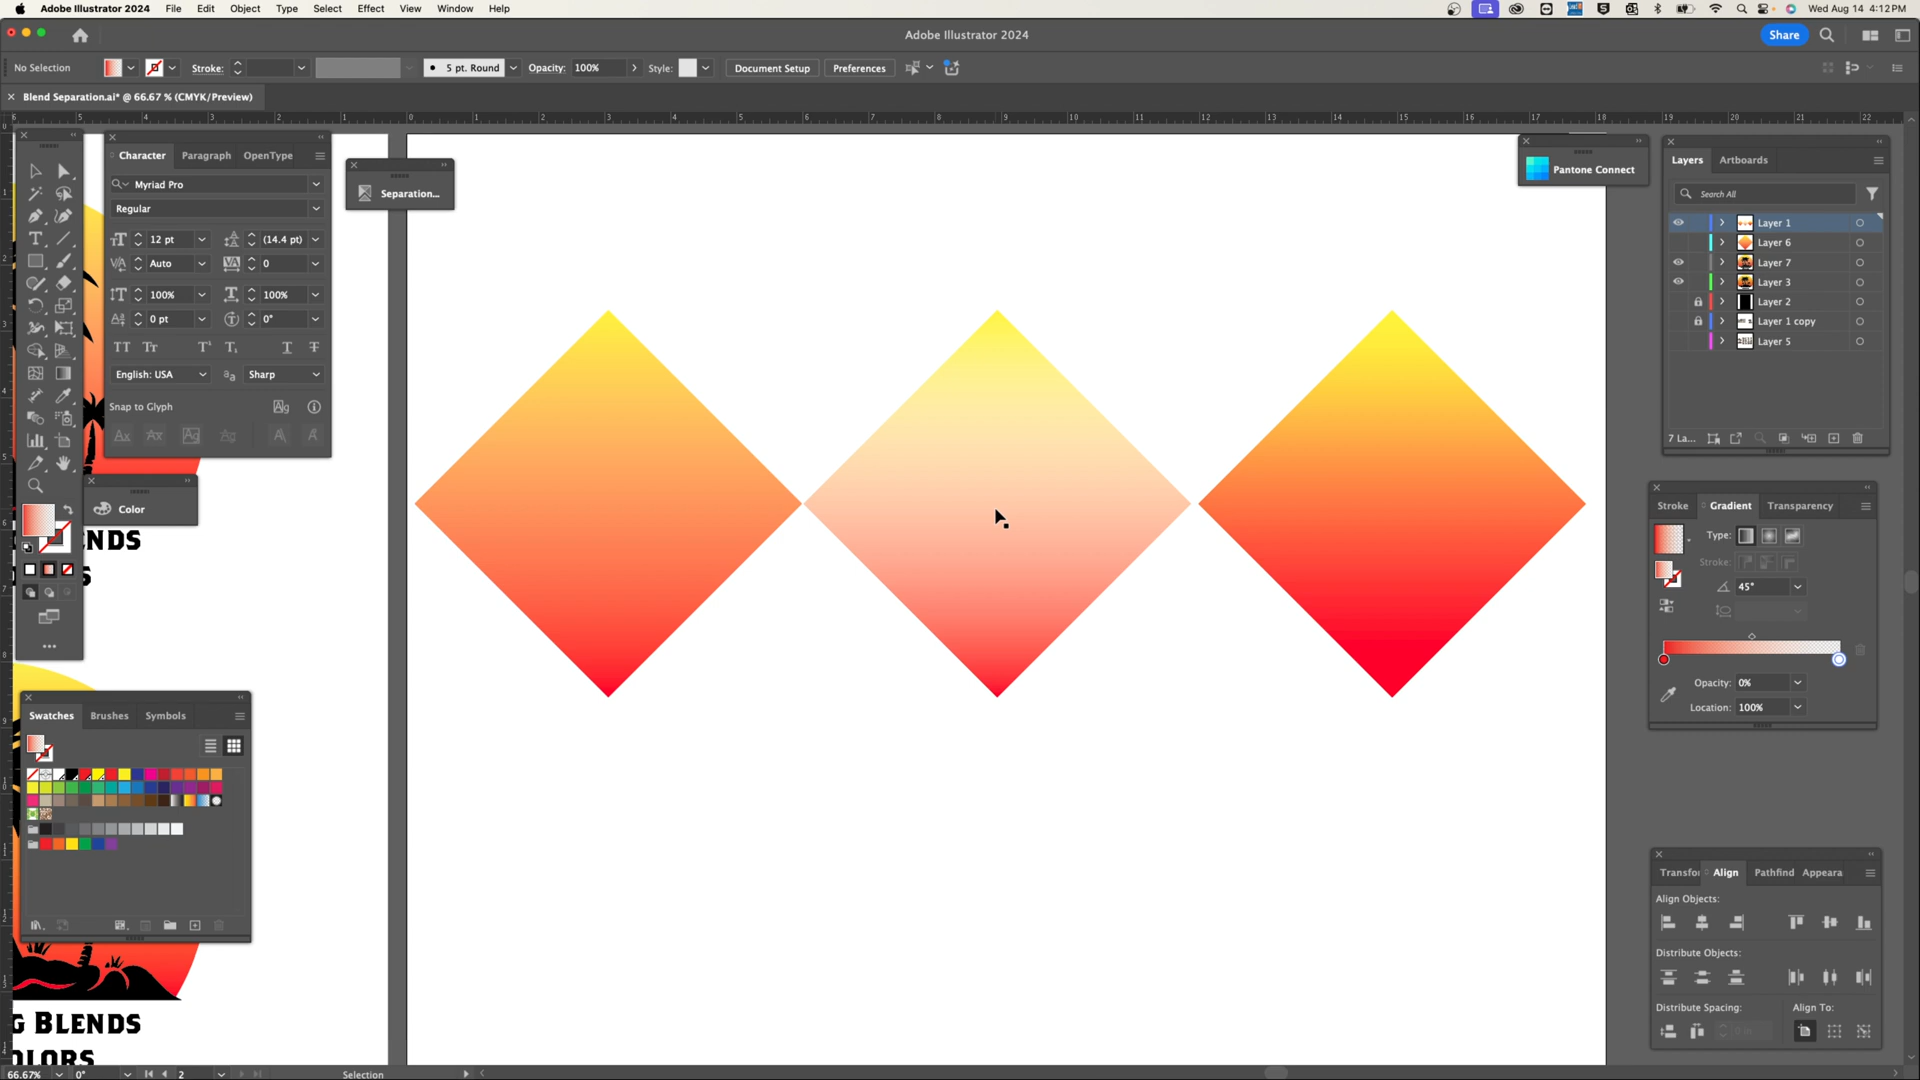 Adobe Illustrator 2024 File Edit Object Type Select Effect View Window Help
Wed Aug 14 4:12 PM
Adobe Illustrator 2024
Share
No Selection
Stroke:
5 pt. Round
Opacity: 100%
Style:
Document Setup
Preferences
Blend Separation.ai* @ 66.67 % (CMYK/Preview)
Character Paragraph OpenType
Myriad Pro
Regular
12 pt (14.4 pt)
Auto 0
100% 100%
0 pt 0°
English: USA Sharp
Snap to Glyph
Separation...
Color
Pantone Connect
Layers Artboards
Search All
Layer 1
Layer 6
Layer 7
Layer 3
Layer 2
Layer 1 copy
Layer 5
7 La...
Stroke Gradient Transparency
Type:
Stroke:
45°
Opacity: 0%
Location: 100%
Swatches Brushes Symbols
Transfor Align Pathfind Appeara
Align Objects:
Distribute Objects:
Distribute Spacing: Align To:
ENDS
S
G BLENDS
OLORS
66.67% 0° 2 Selection